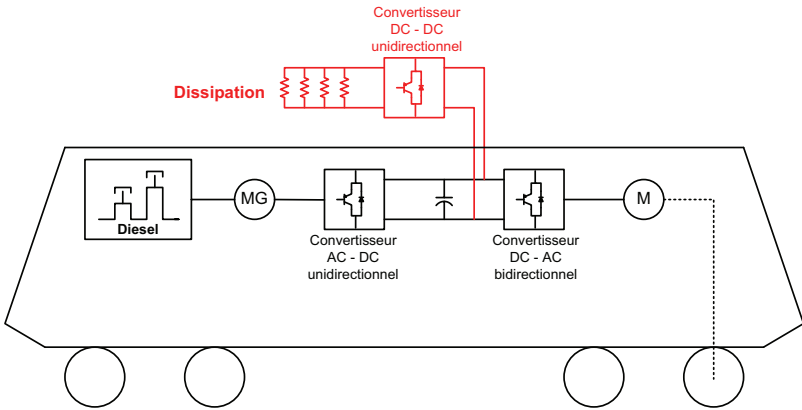 Convertisseur
DC - DC
unidirectionnel
Dissipation
Diesel
MG
Convertisseur
AC - DC
unidirectionnel
Convertisseur
DC - AC
bidirectionnel
M